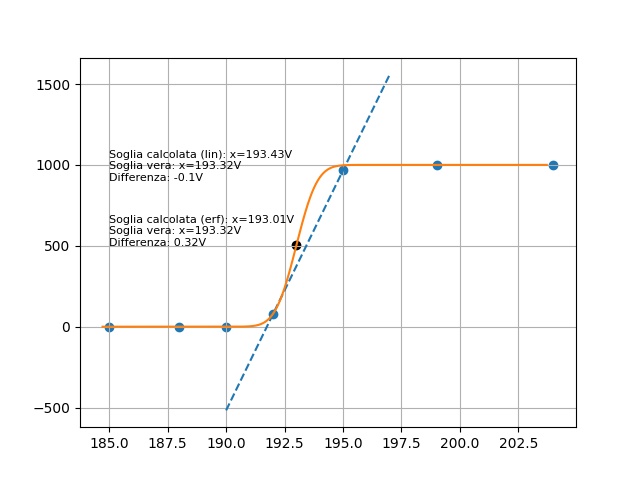 1500
1000
500
0
−500
Soglia calcolata (lin): x=193.43V
Soglia vera: x=193.32V
Differenza: -0.1V
Soglia calcolata (erf): x=193.01V
Soglia vera: x=193.32V
Differenza: 0.32V
185.0 187.5 190.0 192.5 195.0 197.5 200.0 202.5